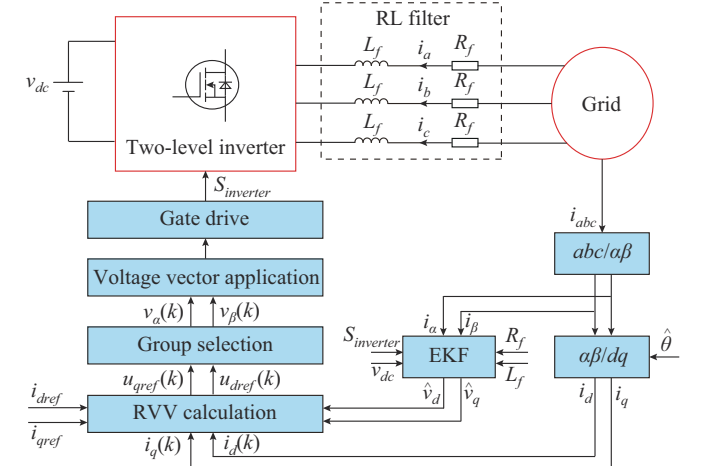 RL filter
L_f i_a R_f
v_dc
L_f i_b R_f
Grid
L_f i_c R_f
Two-level inverter
S_inverter
Gate drive
i_abc
abc/αβ
Voltage vector application
v_α(k) v_β(k)
i_α i_β
S_inverter R_f
θ̂
Group selection
EKF
αβ/dq
v_dc L_f
u_qref(k) u_dref(k)
v̂_d v̂_q
i_d i_q
i_dref
RVV calculation
i_qref
i_q(k) i_d(k)